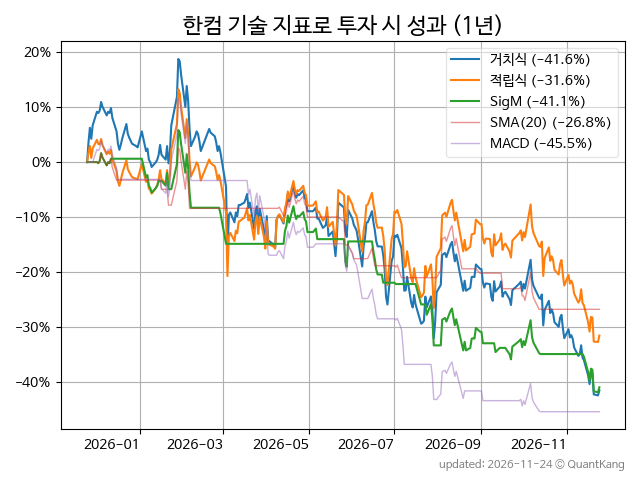 한컴 기술 지표로 투자 시 성과 (1년)
거치식 (−41.6%)
적립식 (−31.6%)
SigM (−41.1%)
SMA(20) (−26.8%)
MACD (−45.5%)
20%
10%
0%
−10%
−20%
−30%
−40%
2026-01 2026-03 2026-05 2026-07 2026-09 2026-11
updated: 2026-11-24 © QuantKang